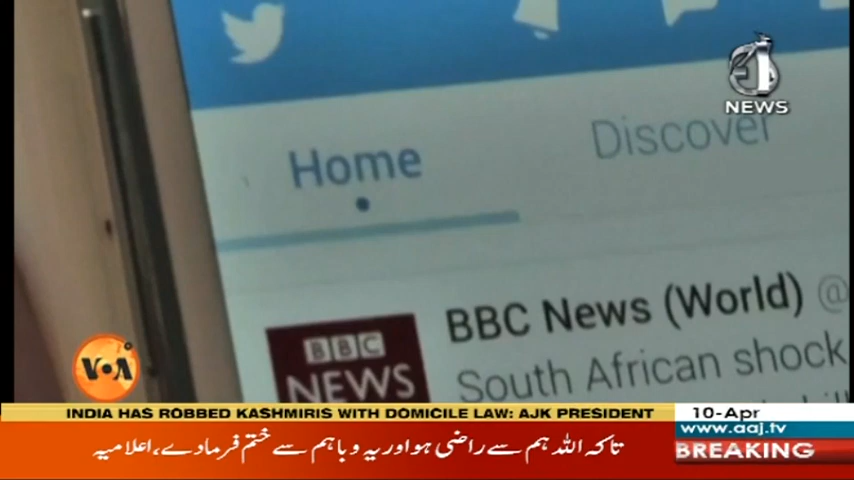 NEWS
Home
Discover
BBC News (World) @
BBC
NEWS
South African shock
VOA
INDIA HAS ROBBED KASHMIRIS WITH DOMICILE LAW: AJK PRESIDENT
10-Apr
www.aaj.tv
تاکہ اللہ ہم سے راضی ہو اور یہ وبا ہم سے ختم فرما دے، اعلامیہ
BREAKING